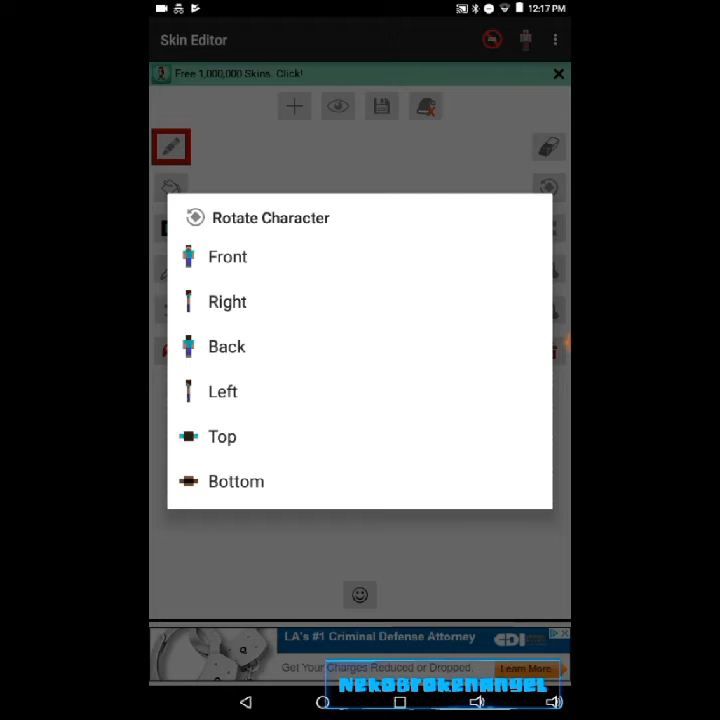 12:17 PM
Skin Editor
Free 1,000,000 Skins. Click!
Rotate Character
Front
Right
Back
Left
Top
Bottom
LA's #1 Criminal Defense Attorney
CDI
Get Your Charges Reduced or Dropped.
Learn More
NekoBrokenAngel